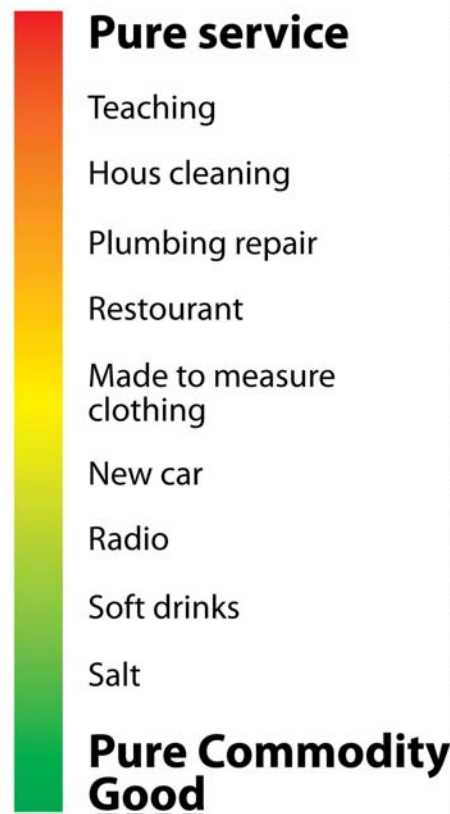 Pure service
Teaching
Hous cleaning
Plumbing repair
Restourant
Made to measure
clothing
New car
Radio
Soft drinks
Salt
Pure Commodity
Good